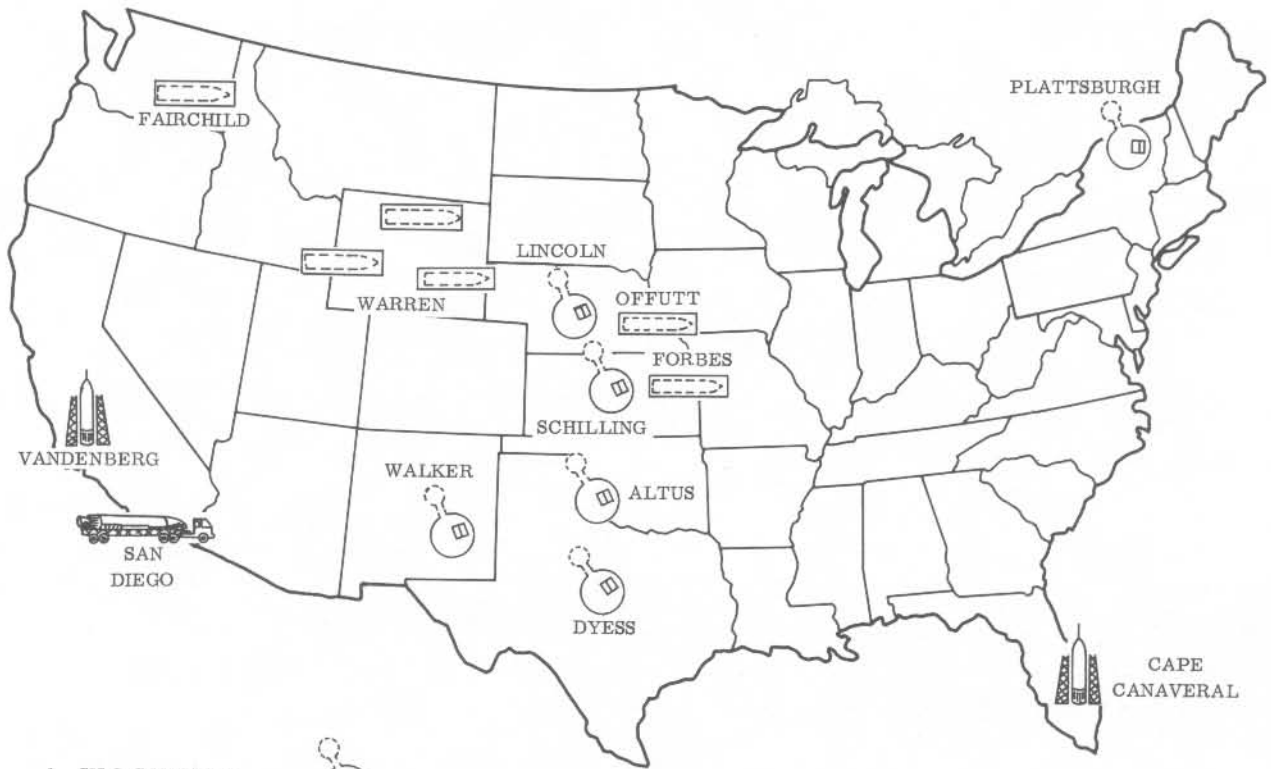 PLATTSBURGH
FAIRCHILD
LINCOLN
WARREN
OFFUTT
FORBES
SCHILLING
VANDENBERG
WALKER
ALTUS
SAN
DIEGO
DYESS
CAPE
CANAVERAL